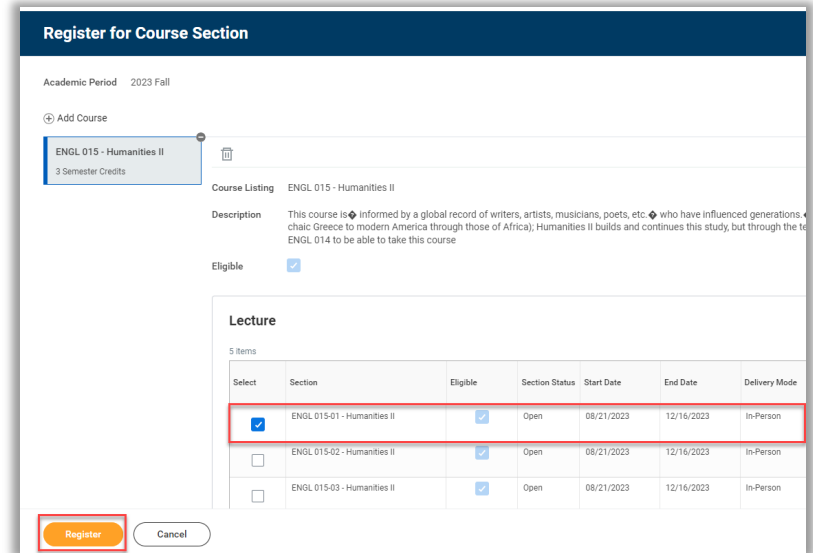 Register for Course Section
Academic Period 2023 Fall
Add Course
ENGL 015 - Humanities II
3 Semester Credits
Course Listing ENGL 015 - Humanities II
Description This course is� informed by a global record of writers, artists, musicians, poets, etc.� who have influenced generations.�
chaic Greece to modern America through those of Africa); Humanities II builds and continues this study, but through the te
ENGL 014 to be able to take this course
Eligible
Lecture
5 items
Select Section Eligible Section Status Start Date End Date Delivery Mode
ENGL 015-01 - Humanities II Open 08/21/2023 12/16/2023 In-Person
ENGL 015-02 - Humanities II Open 08/21/2023 12/16/2023 In-Person
ENGL 015-03 - Humanities II Open 08/21/2023 12/16/2023 In-Person
Register Cancel